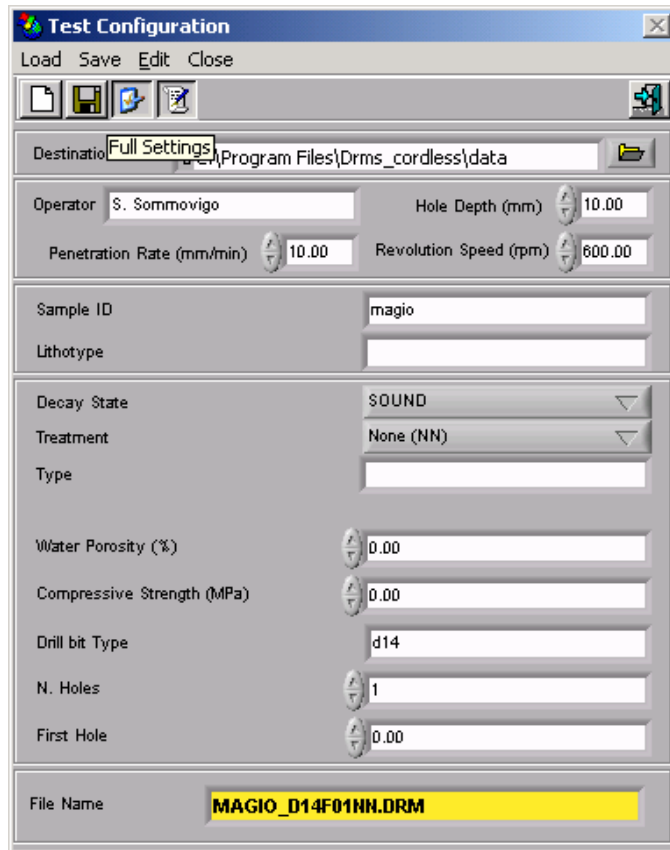 Test Configuration
Load Save Edit Close
Full Settings
Destinatio \Program Files\Drms_cordless\data
Operator S. Sommovigo Hole Depth (mm) 10.00
Penetration Rate (mm/min) 10.00 Revolution Speed (rpm) 600.00
Sample ID magio
Lithotype
Decay State SOUND
Treatment None (NN)
Type
Water Porosity (%) 0.00
Compressive Strength (MPa) 0.00
Drill bit Type d14
N. Holes 1
First Hole 0.00
File Name MAGIO_D14F01NN.DRM